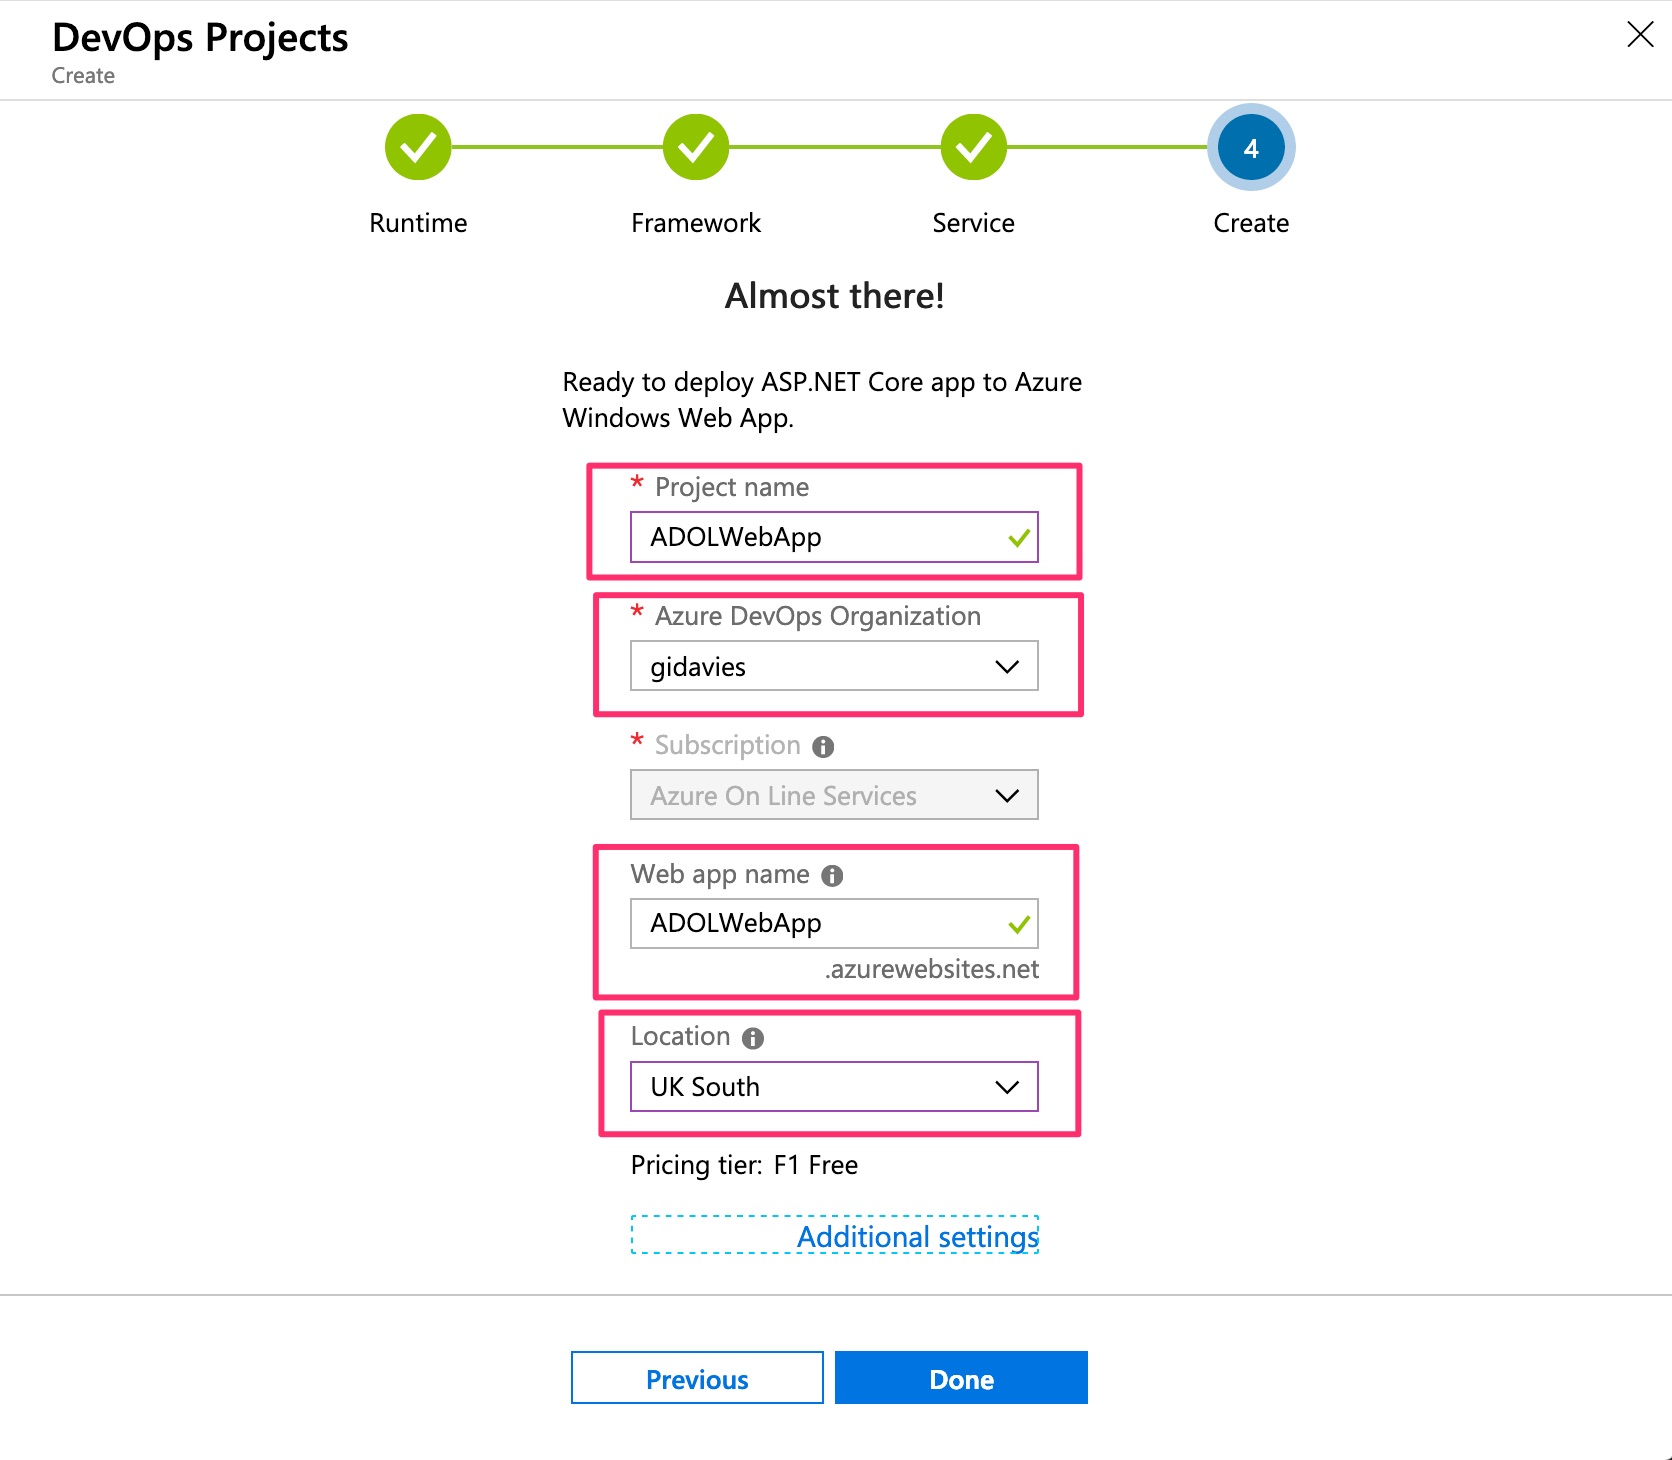 DevOps Projects
Create
4
Runtime
Framework
Service
Create
Almost there!
Ready to deploy ASP.NET Core app to Azure
Windows Web App.
* Project name
ADOLWebApp
* Azure DevOps Organization
gidavies
* Subscription
Azure On Line Services
Web app name
ADOLWebApp
.azurewebsites.net
Location
UK South
Pricing tier: F1 Free
Additional settings
Previous
Done